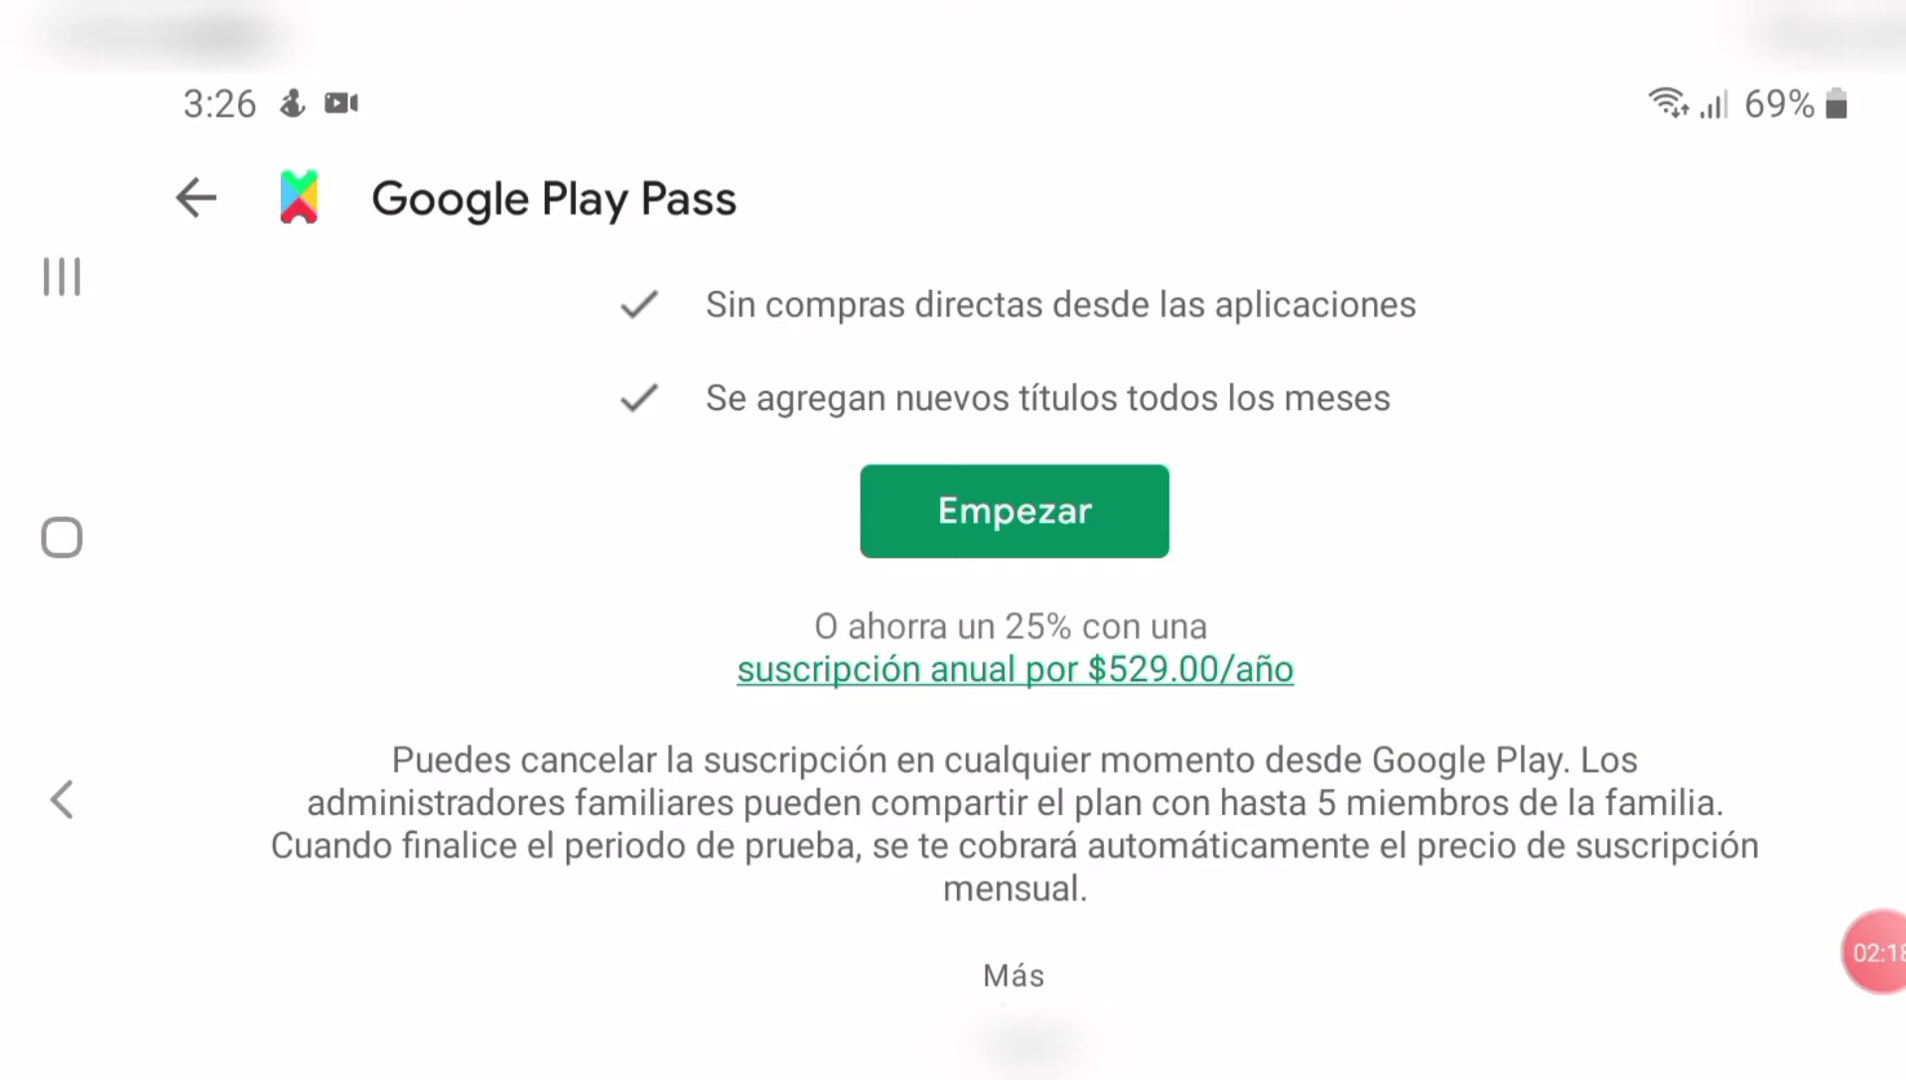 3:26
69%
Google Play Pass
Sin compras directas desde las aplicaciones
Se agregan nuevos títulos todos los meses
Empezar
O ahorra un 25% con una
suscripción anual por $529.00/año
Puedes cancelar la suscripción en cualquier momento desde Google Play. Los
administradores familiares pueden compartir el plan con hasta 5 miembros de la familia.
Cuando finalice el periodo de prueba, se te cobrará automáticamente el precio de suscripción
mensual.
02:18
Más